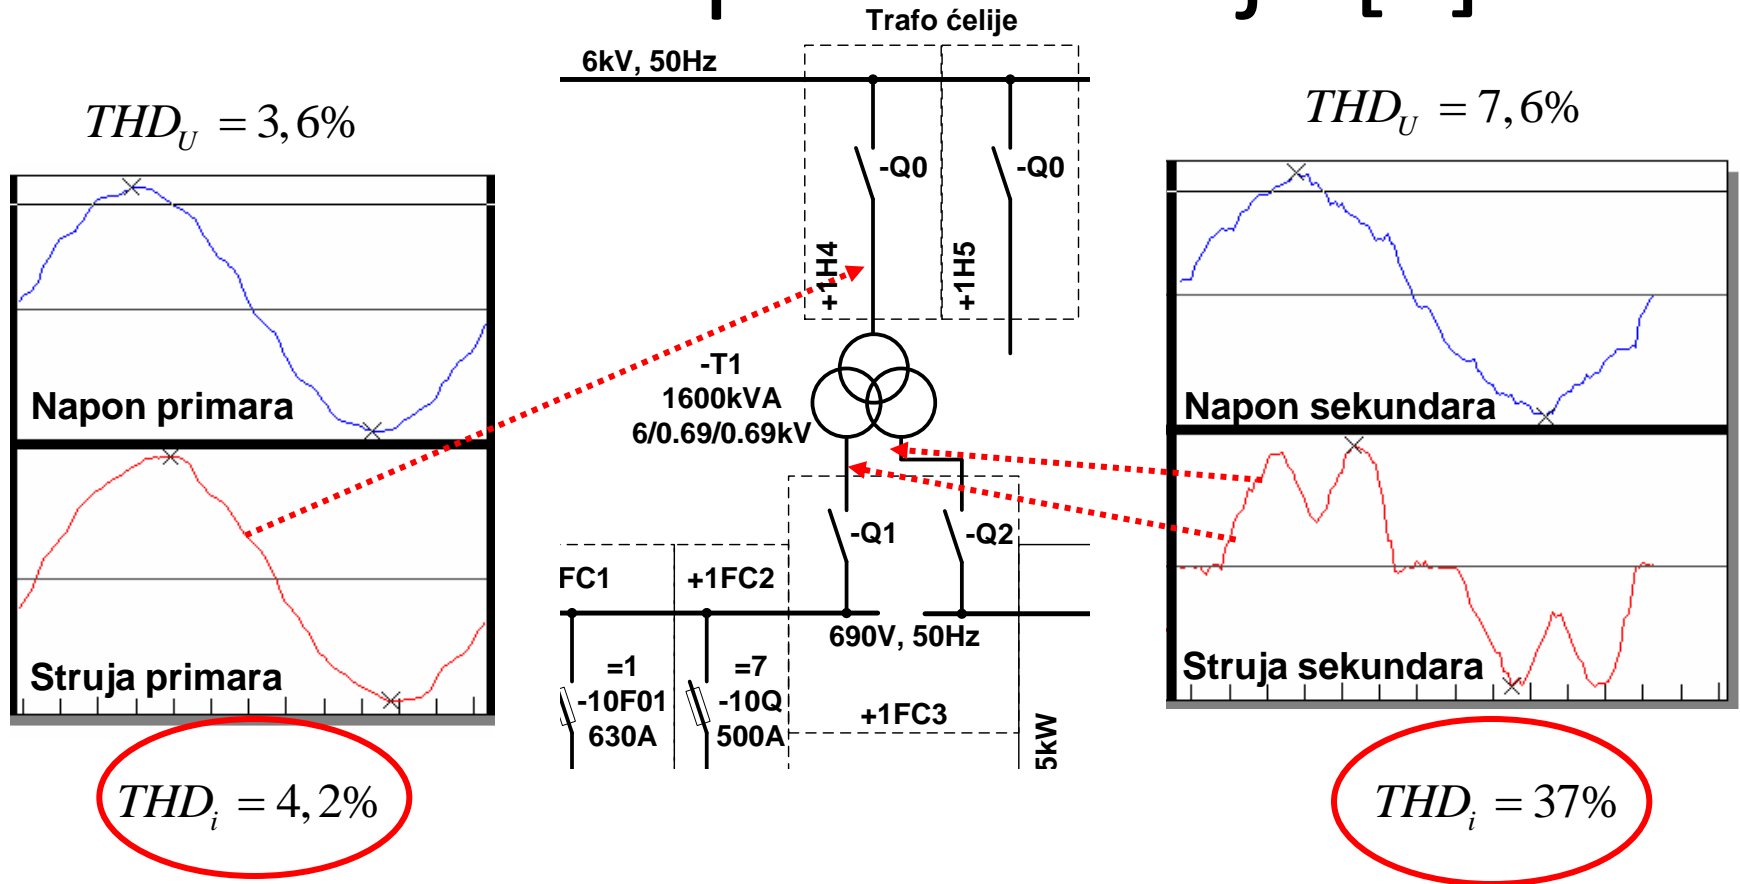 Trafo ćelije
6kV, 50Hz
THD_U = 3,6%
THD_U = 7,6%
-Q0
-Q0
+1H4
+1H5
-T1
1600kVA
6/0.69/0.69kV
Napon primara
Napon sekundara
-Q1
-Q2
FC1
+1FC2
690V, 50Hz
Struja primara
Struja sekundara
=1
-10F01
630A
=7
-10Q
500A
+1FC3
5kW
THD_i = 4,2%
THD_i = 37%